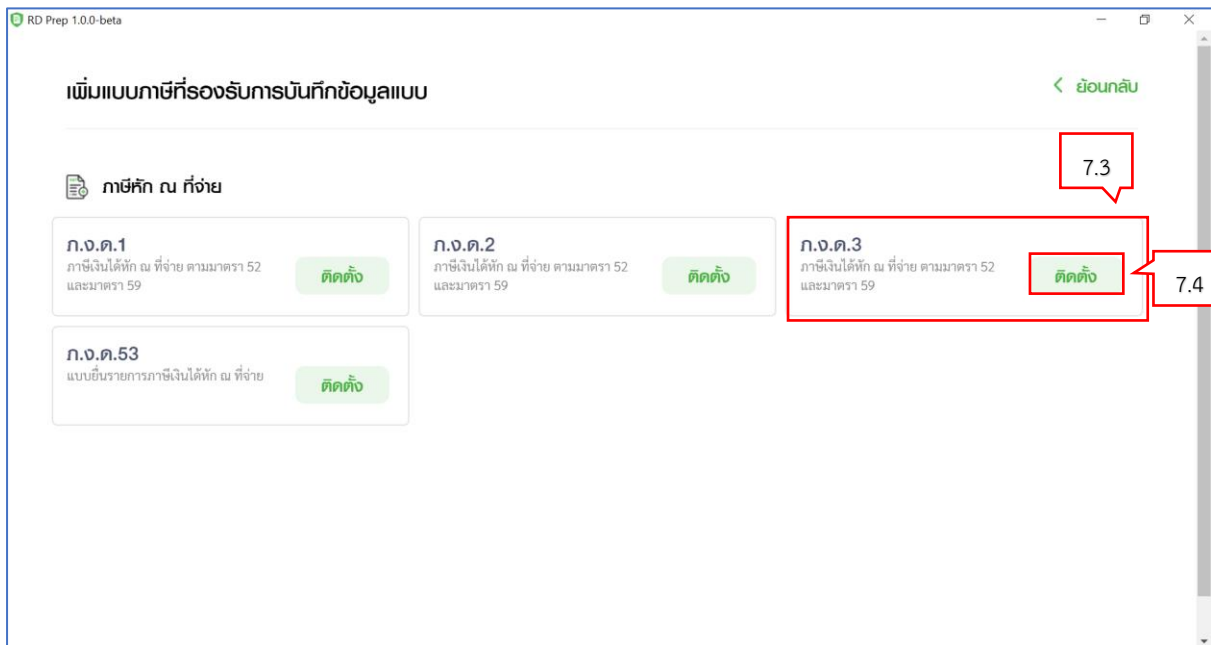 RD Prep 1.0.0-beta
เพิ่มแบบภาษีที่รองรับการบันทึกข้อมูลแบบ
ย้อนกลับ
7.3
ภาษีหัก ณ ที่จ่าย
ภ.ง.ด.1
ภาษีเงินได้หัก ณ ที่จ่าย ตามมาตรา 52
และมาตรา 59
ติดตั้ง
ภ.ง.ด.2
ภาษีเงินได้หัก ณ ที่จ่าย ตามมาตรา 52
และมาตรา 59
ติดตั้ง
ภ.ง.ด.3
ภาษีเงินได้หัก ณ ที่จ่าย ตามมาตรา 52
และมาตรา 59
ติดตั้ง
7.4
ภ.ง.ด.53
แบบยื่นรายการภาษีเงินได้หัก ณ ที่จ่าย
ติดตั้ง